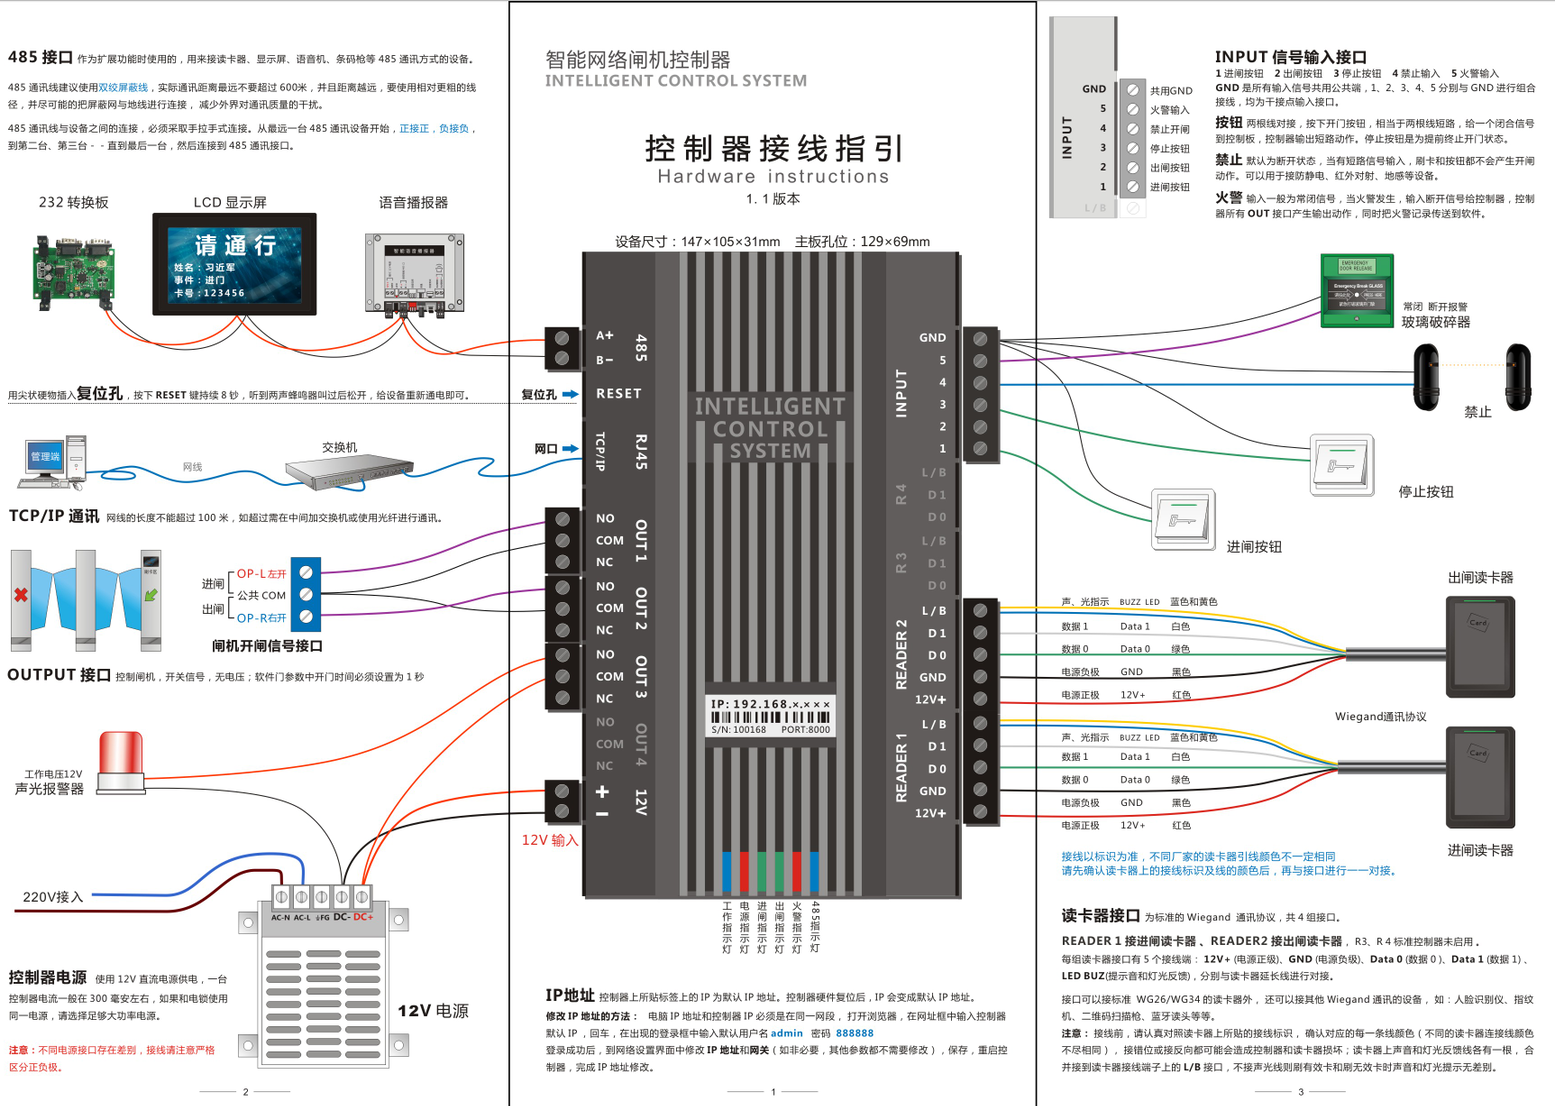 485 接口 作为扩展功能时使用的，用来接读卡器、显示屏、语音机、条码枪等 485 通讯方式的设备。
485 通讯线建议使用双绞屏蔽线，实际通讯距离最远不要超过 600米，并且距离越远，要使用相对更粗的线
径，并尽可能的把屏蔽网与地线进行连接，减少外界对通讯质量的干扰。
485 通讯线与设备之间的连接，必须采取手拉手式连接。从最远一台 485 通讯设备开始，正接正，负接负，
到第二台、第三台 - - 直到最后一台，然后连接到 485 通讯接口。
232 转换板
LCD 显示屏
语音播报器
请 通 行
姓名：习近军
事件：进门
卡号：123456
智能语音播报器
用尖状硬物插入复位孔，按下 RESET 键持续 8 秒，听到两声蜂鸣器叫过后松开，给设备重新通电即可。
管理端
网线
交换机
TCP/IP 通讯 网线的长度不能超过 100 米，如超过需在中间加交换机或使用光纤进行通讯。
进闸
出闸
OP-L左开
公共 COM
OP-R右开
闸机开闸信号接口
OUTPUT 接口 控制闸机，开关信号，无电压；软件门参数中开门时间必须设置为 1 秒
工作电压12V
声光报警器
220V接入
AC-N AC-L ⏚FG DC- DC+
控制器电源 使用 12V 直流电源供电，一台
控制器电流一般在 300 毫安左右，如果和电锁使用
同一电源，请选择足够大功率电源。
注意：不同电源接口存在差别，接线请注意严格
区分正负极。
12V 电源
2
智能网络闸机控制器
INTELLIGENT CONTROL SYSTEM
控制器接线指引
Hardware instructions
1. 1 版本
设备尺寸：147×105×31mm 主板孔位：129×69mm
A+
B−
485
复位孔
RESET
网口
TCP/IP
RJ45
NO
COM
NC
OUT 1
NO
COM
NC
OUT 2
NO
COM
NC
OUT 3
NO
COM
NC
OUT 4
+
−
12V
12V 输入
INTELLIGENT
CONTROL
SYSTEM
IP: 192.168.×.× × ×
S/N: 100168 PORT:8000
GND
5
4
3
2
1
INPUT
L/B
D 1
D 0
R 4
L/B
D 1
D 0
R 3
L/B
D 1
D 0
GND
12V+
READER 2
L/B
D 1
D 0
GND
12V+
READER 1
工作指示灯
电源指示灯
进闸指示灯
出闸指示灯
火警指示灯
485指示灯
IP地址 控制器上所贴标签上的 IP 为默认 IP 地址。控制器硬件复位后，IP 会变成默认 IP 地址。
修改 IP 地址的方法： 电脑 IP 地址和控制器 IP 必须是在同一网段，打开浏览器，在网址框中输入控制器
默认 IP，回车，在出现的登录框中输入默认用户名 admin 密码 888888
登录成功后，到网络设置界面中修改 IP 地址和网关（如非必要，其他参数都不需要修改），保存，重启控
制器，完成 IP 地址修改。
1
INPUT
GND
5
4
3
2
1
L/B
共用GND
火警输入
禁止开闸
停止按钮
出闸按钮
进闸按钮
INPUT 信号输入接口
1 进闸按钮 2 出闸按钮 3 停止按钮 4 禁止输入 5 火警输入
GND 是所有输入信号共用公共端，1、2、3、4、5 分别与 GND 进行组合
接线，均为干接点输入接口。
按钮 两根线对接，按下开门按钮，相当于两根线短路，给一个闭合信号
到控制板，控制器输出短路动作。停止按钮是为提前终止开门状态。
禁止 默认为断开状态，当有短路信号输入，刷卡和按钮都不会产生开闸
动作。可以用于接防静电、红外对射、地感等设备。
火警 输入一般为常闭信号，当火警发生，输入断开信号给控制器，控制
器所有 OUT 接口产生输出动作，同时把火警记录传送到软件。
EMERGENCY
DOOR RELEASE
Emergency Break GLASS
常闭 断开报警
玻璃破碎器
禁止
停止按钮
进闸按钮
出闸读卡器
声、光指示 BUZZ LED 蓝色和黄色
数据 1 Data 1 白色
数据 0 Data 0 绿色
电源负极 GND 黑色
电源正极 12V+ 红色
Card
Wiegand通讯协议
声、光指示 BUZZ LED 蓝色和黄色
数据 1 Data 1 白色
数据 0 Data 0 绿色
电源负极 GND 黑色
电源正极 12V+ 红色
Card
进闸读卡器
接线以标识为准，不同厂家的读卡器引线颜色不一定相同
请先确认读卡器上的接线标识及线的颜色后，再与接口进行一一对接。
读卡器接口 为标准的 Wiegand 通讯协议，共 4 组接口。
READER 1 接进闸读卡器 、READER2 接出闸读卡器 ，R3、R 4 标准控制器未启用 。
每组读卡器接口有 5 个接线端：12V+ (电源正级)、GND (电源负级)、Data 0 (数据 0 )、Data 1 (数据 1) 、
LED BUZ(提示音和灯光反馈)，分别与读卡器延长线进行对接。
接口可以接标准 WG26/WG34 的读卡器外，还可以接其他 Wiegand 通讯的设备，如：人脸识别仪、指纹
机、二维码扫描枪、蓝牙读头等等。
注意： 接线前，请认真对照读卡器上所贴的接线标识， 确认对应的每一条线颜色（ 不同的读卡器连接线颜色
不尽相同 ）， 接错位或接反向都可能会造成控制器和读卡器损坏；读卡器上声音和灯光反馈线各有一根， 合
并接到读卡器接线端子上的 L/B 接口，不接声光线则刷有效卡和刷无效卡时声音和灯光提示无差别。
3